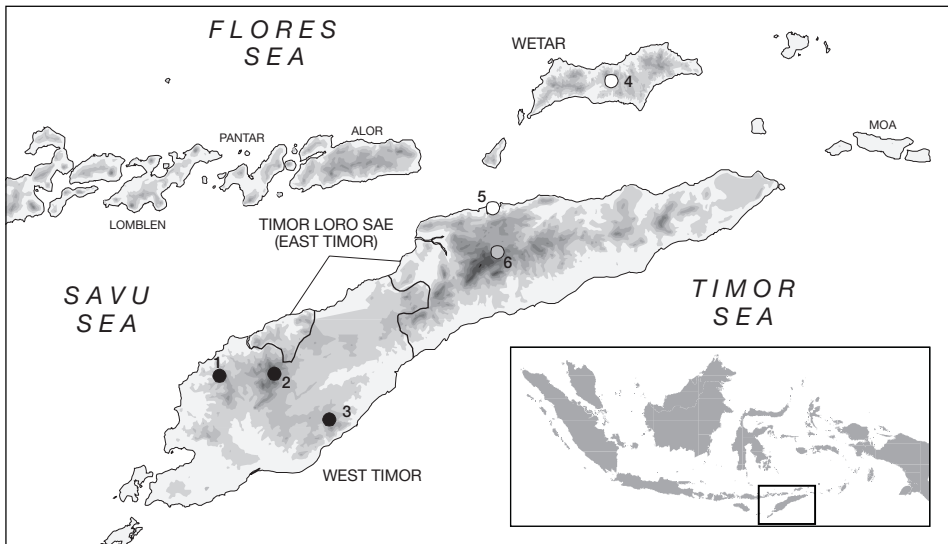 FLORES
SEA
WETAR
4
MOA
PANTAR
ALOR
LOMBLEN
5
TIMOR LORO SAE
(EAST TIMOR)
6
SAVU
SEA
TIMOR
SEA
1
2
3
WEST TIMOR